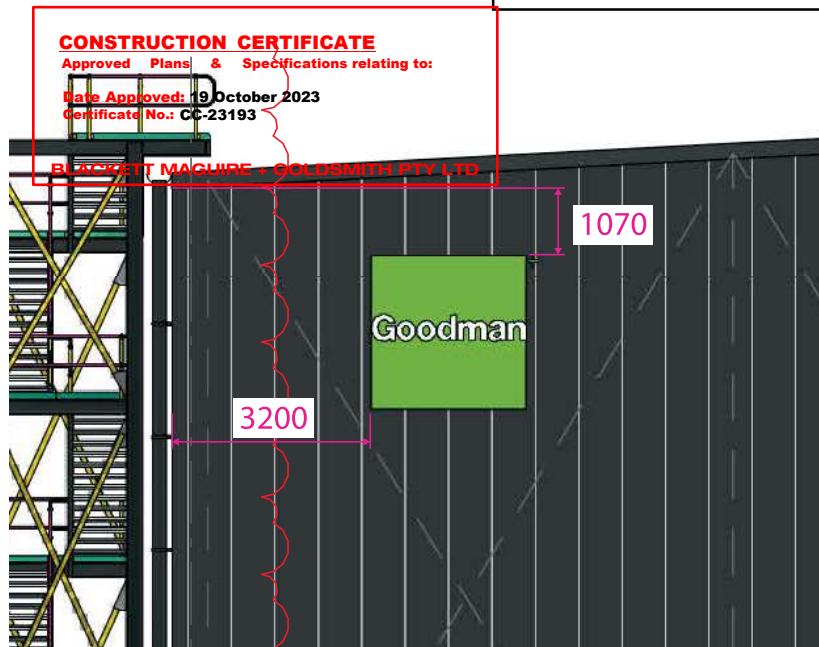 CONSTRUCTION CERTIFICATE
Approved Plans & Specifications relating to:
Date Approved: 19 October 2023
Certificate No.: CC-23193
BLACKETT MAGUIRE + GOLDSMITH PTY LTD
1070
Goodman
3200